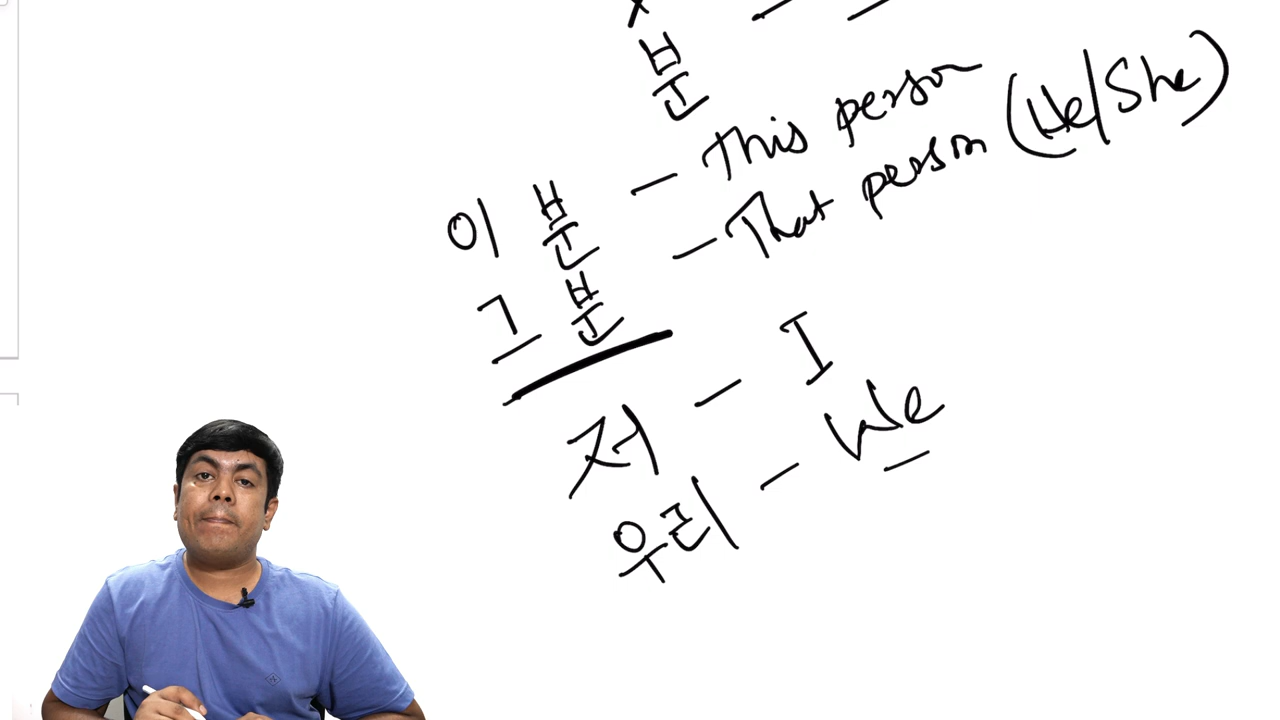 분
이 분 – This person
그 분 – That person (He/She)
저 – I
우리 – We